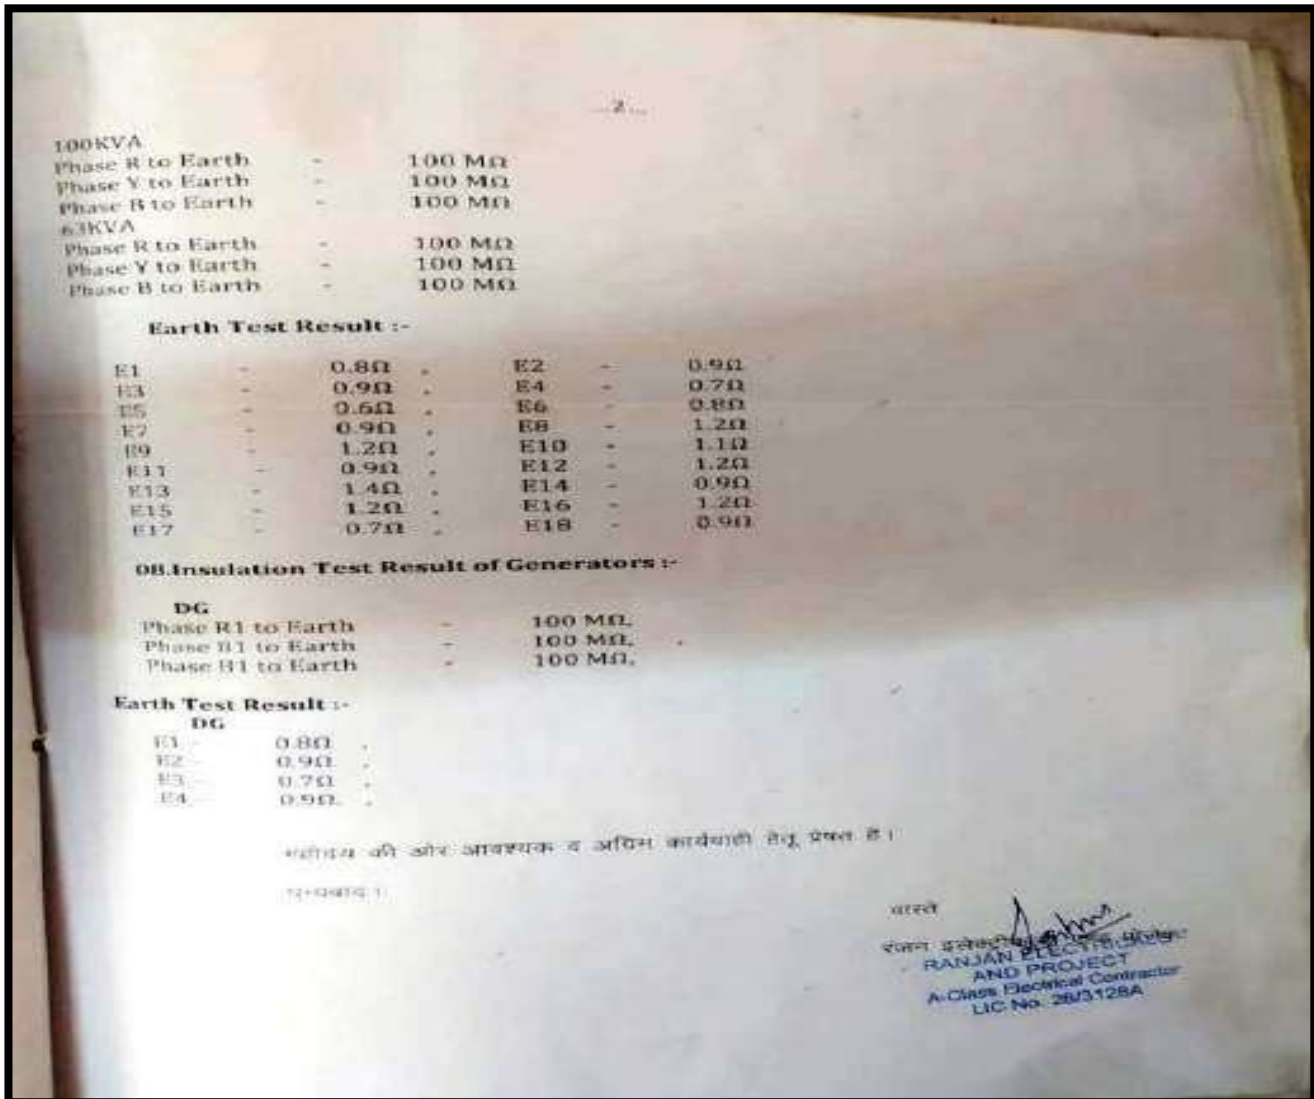 ...2...
100KVA
Phase R to Earth - 100 MΩ
Phase Y to Earth - 100 MΩ
Phase B to Earth - 100 MΩ
63KVA
Phase R to Earth - 100 MΩ
Phase Y to Earth - 100 MΩ
Phase B to Earth - 100 MΩ
Earth Test Result :-
E1 - 0.8Ω , E2 - 0.9Ω
E3 - 0.9Ω , E4 - 0.7Ω
E5 - 0.6Ω , E6 - 0.8Ω
E7 - 0.9Ω , E8 - 1.2Ω
E9 - 1.2Ω , E10 - 1.1Ω
E11 - 0.9Ω , E12 - 1.2Ω
E13 - 1.4Ω , E14 - 0.9Ω
E15 - 1.2Ω , E16 - 1.2Ω
E17 - 0.7Ω , E18 - 0.9Ω
08.Insulation Test Result of Generators :-
DG
Phase R1 to Earth - 100 MΩ,
Phase B1 to Earth - 100 MΩ, ,
Phase B1 to Earth - 100 MΩ,
Earth Test Result :-
DG
E1 - 0.8Ω ,
E2 - 0.9Ω ,
E3 - 0.7Ω ,
E4 - 0.9Ω. ,
महोदय की ओर आवश्यक व अग्रिम कार्यवाही हेतू प्रेषत है।
धन्यवाद।
वास्ते
रंजन
RANJAN ELECTRICALS
AND PROJECT
A-Class Electrical Contractor
LIC No. 28/3128A